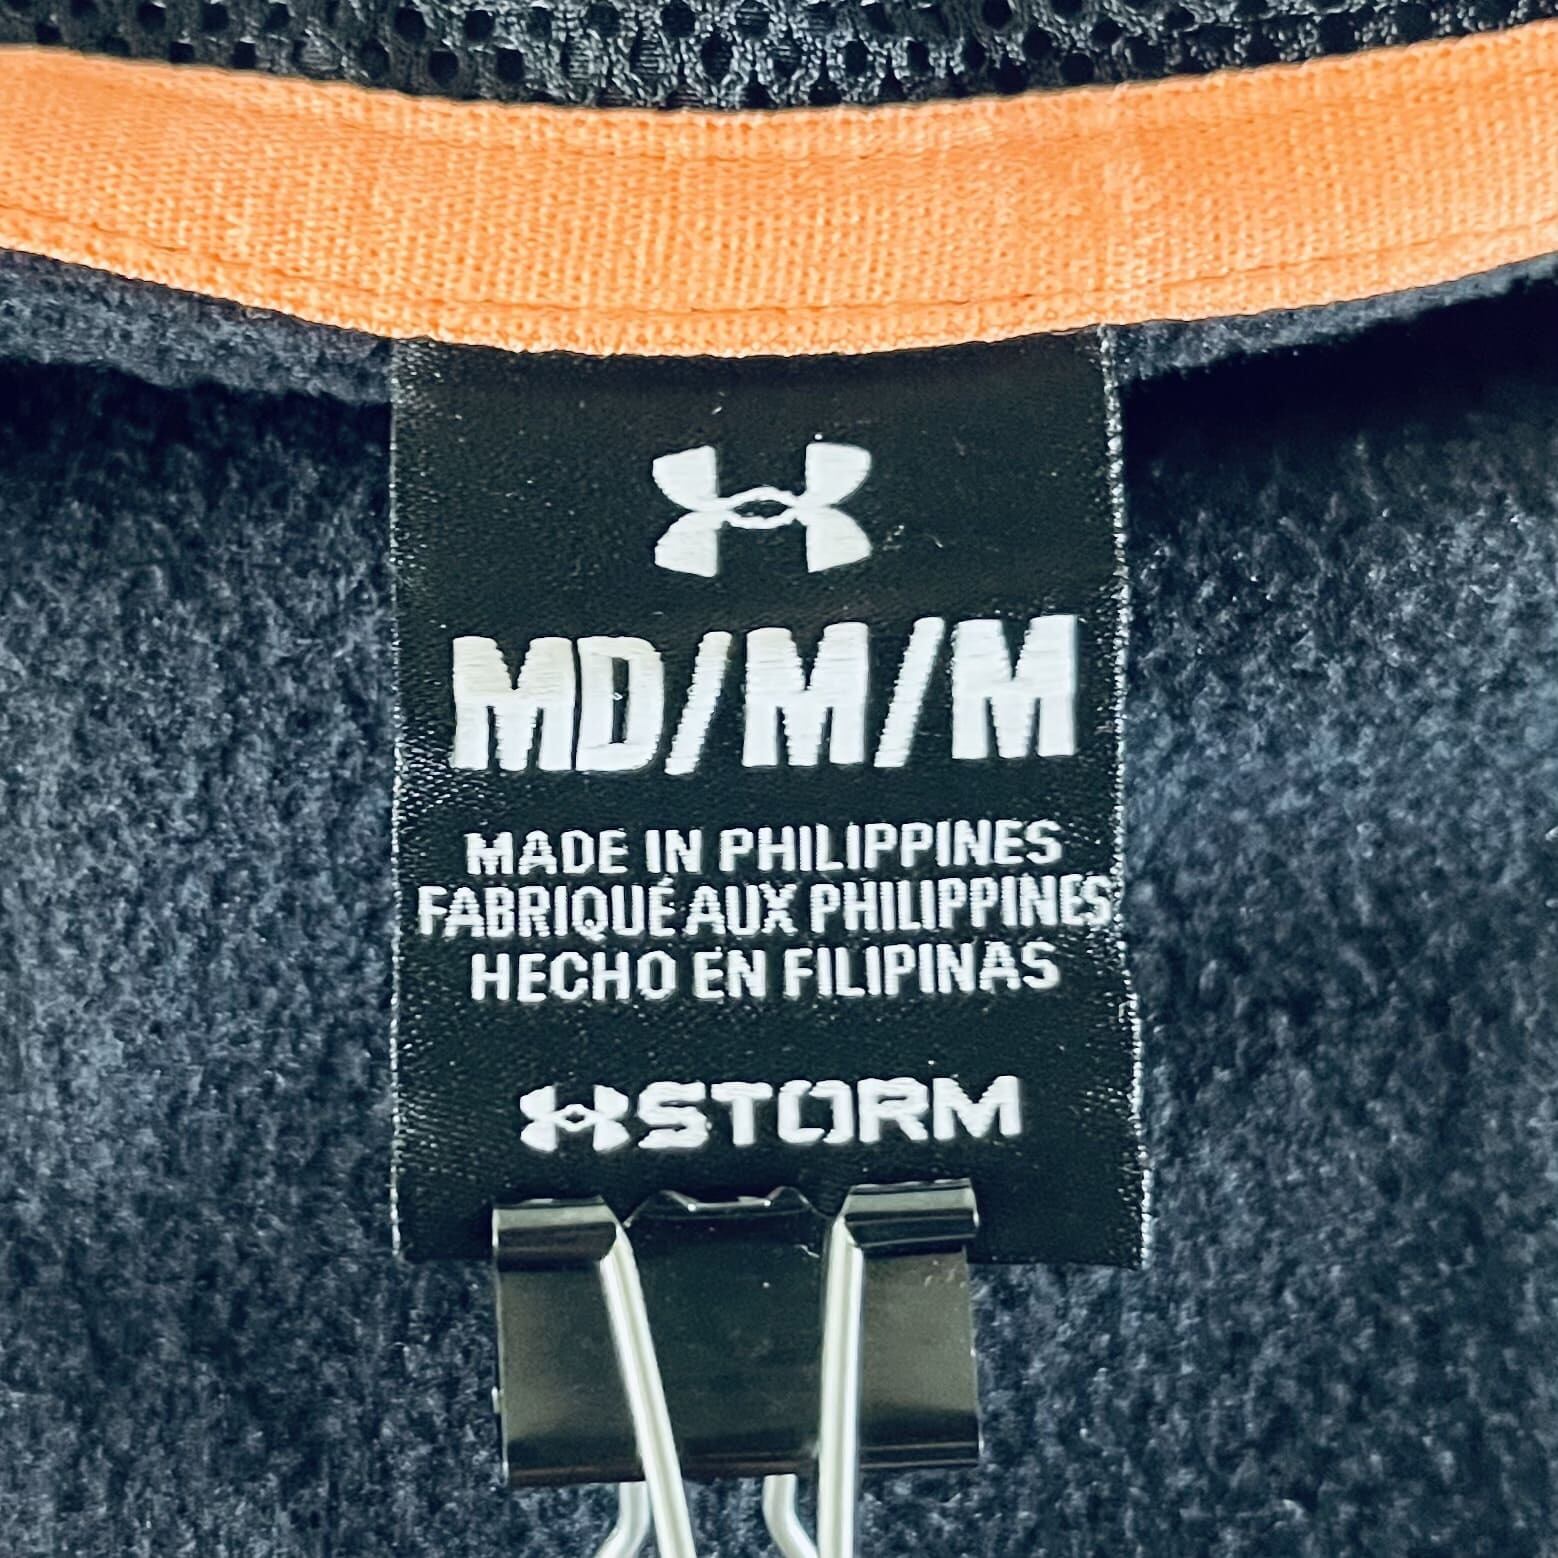 MD/M/M
MADE IN PHILIPPINES
FABRIQUÉ AUX PHILIPPINES
HECHO EN FILIPINAS
STORM